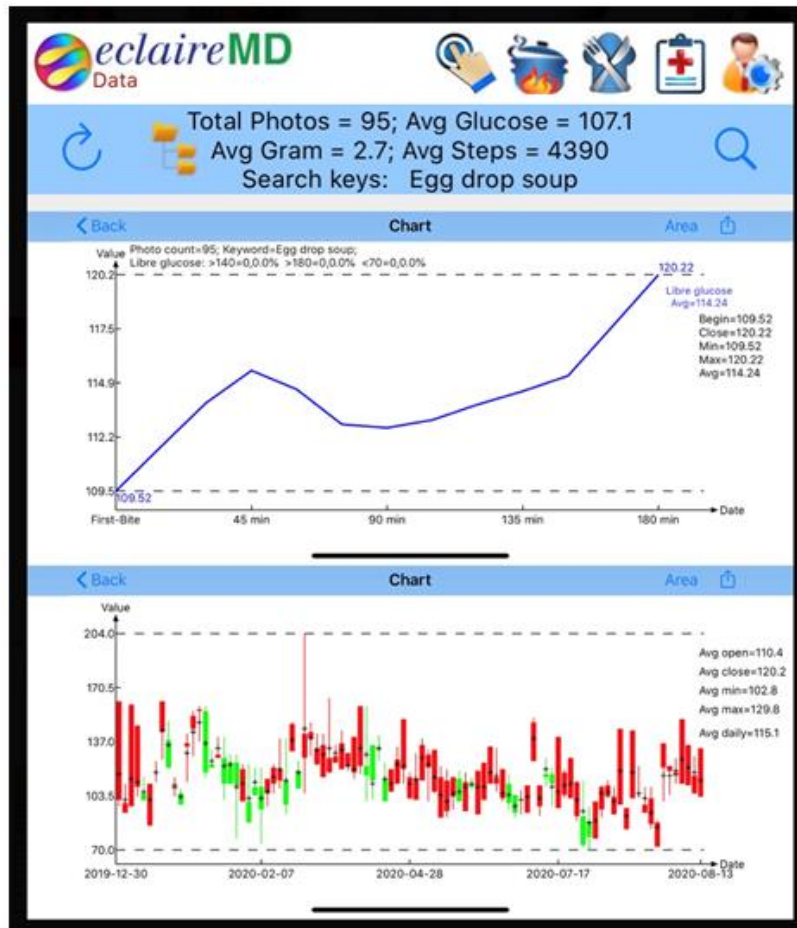 eclaireMD
Data
Total Photos = 95; Avg Glucose = 107.1
Avg Gram = 2.7; Avg Steps = 4390
Search keys: Egg drop soup
Back Chart Area
Value Photo count=95; Keyword=Egg drop soup;
Libre glucose: >140=0,0.0% >180=0,0.0% <70=0,0.0%
120.2
120.22
Libre glucose
Avg=114.24
Begin=109.52
Close=120.22
Min=109.52
Max=120.22
Avg=114.24
117.5
114.9
112.2
109.5
109.52
Date
First-Bite 45 min 90 min 135 min 180 min
Back Chart Area
Value
204.0
Avg open=110.4
Avg close=120.2
Avg min=102.8
Avg max=129.8
Avg daily=115.1
170.5
137.0
103.5
70.0
Date
2019-12-30 2020-02-07 2020-04-28 2020-07-17 2020-08-13